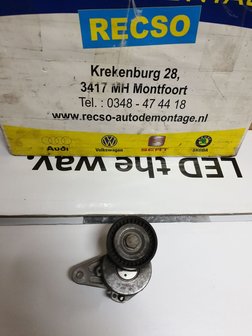 RECSO
Krekenburg 28,
3417 MH Montfoort
Tel. : 0348 - 47 44 18
www.recso-autodemontage.nl
Audi
Volkswagen
SEAT
SKODA
LED the way.